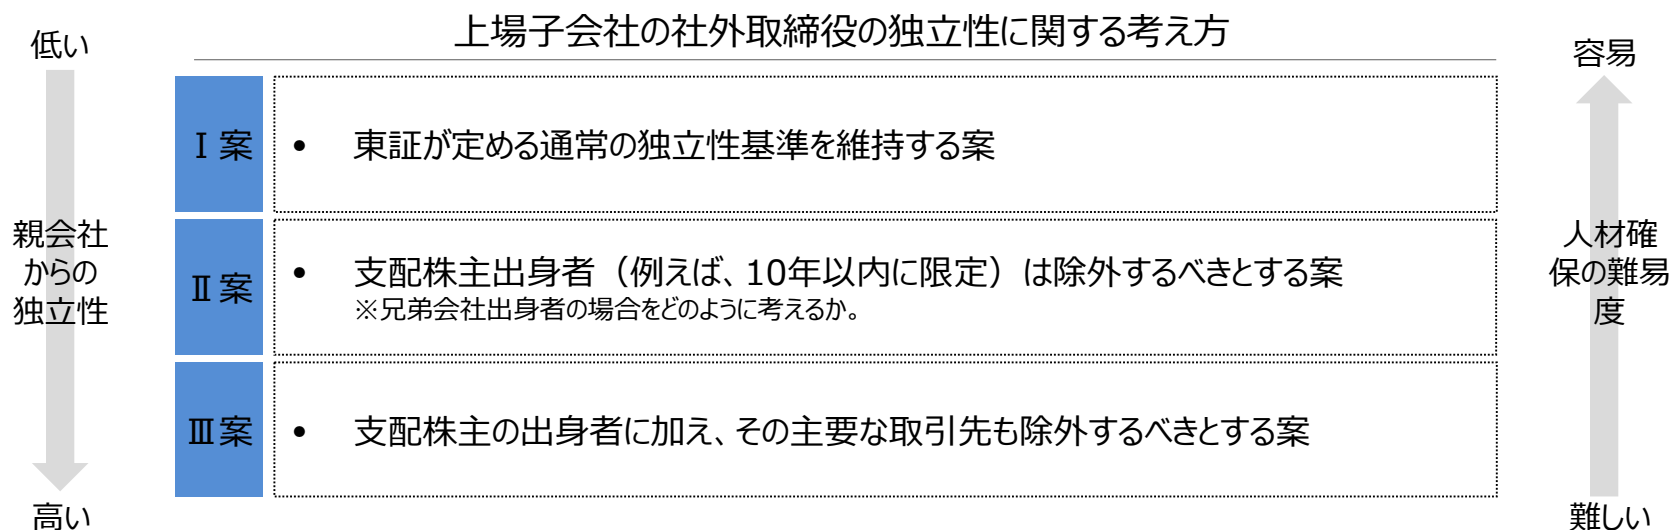 上場子会社の社外取締役の独立性に関する考え方
低い
親会社
からの
独立性
高い
Ⅰ案
• 東証が定める通常の独立性基準を維持する案
Ⅱ案
• 支配株主出身者（例えば、10年以内に限定）は除外するべきとする案
※兄弟会社出身者の場合をどのように考えるか。
Ⅲ案
• 支配株主の出身者に加え、その主要な取引先も除外するべきとする案
容易
人材確
保の難易
度
難しい